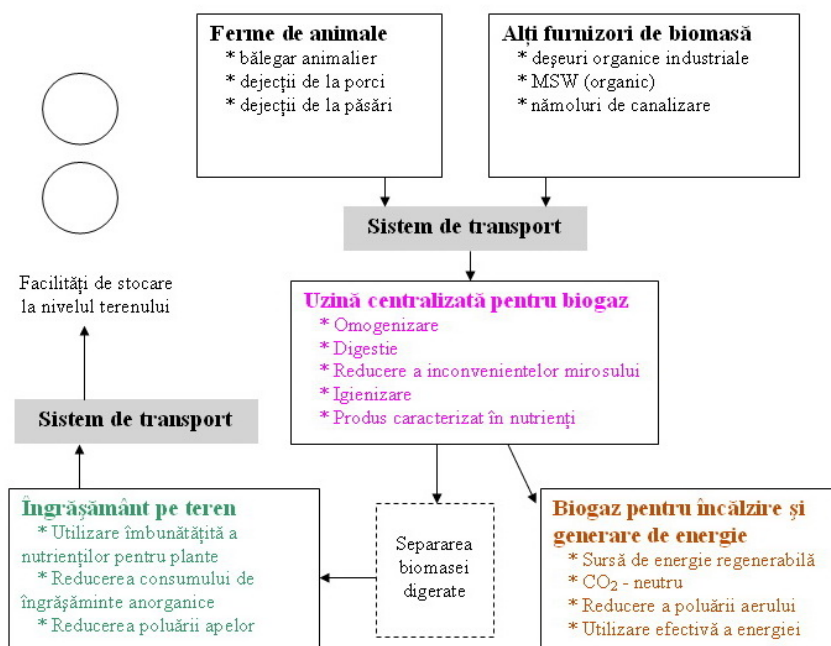 Ferme de animale
* bălegar animalier
* dejecții de la porci
* dejecții de la păsări
Alți furnizori de biomasă
* deșeuri organice industriale
* MSW (organic)
* nămoluri de canalizare
Sistem de transport
Facilități de stocare
la nivelul terenului
Uzină centralizată pentru biogaz
* Omogenizare
* Digestie
* Reducere a inconvenientelor mirosului
* Igienizare
* Produs caracterizat în nutrienți
Sistem de transport
Îngrășământ pe teren
* Utilizare îmbunătățită a
nutrienților pentru plante
* Reducerea consumului de
îngrășăminte anorganice
* Reducerea poluării apelor
Separarea
biomasei
digerate
Biogaz pentru încălzire și
generare de energie
* Sursă de energie regenerabilă
* CO₂ - neutru
* Reducere a poluării aerului
* Utilizare efectivă a energiei